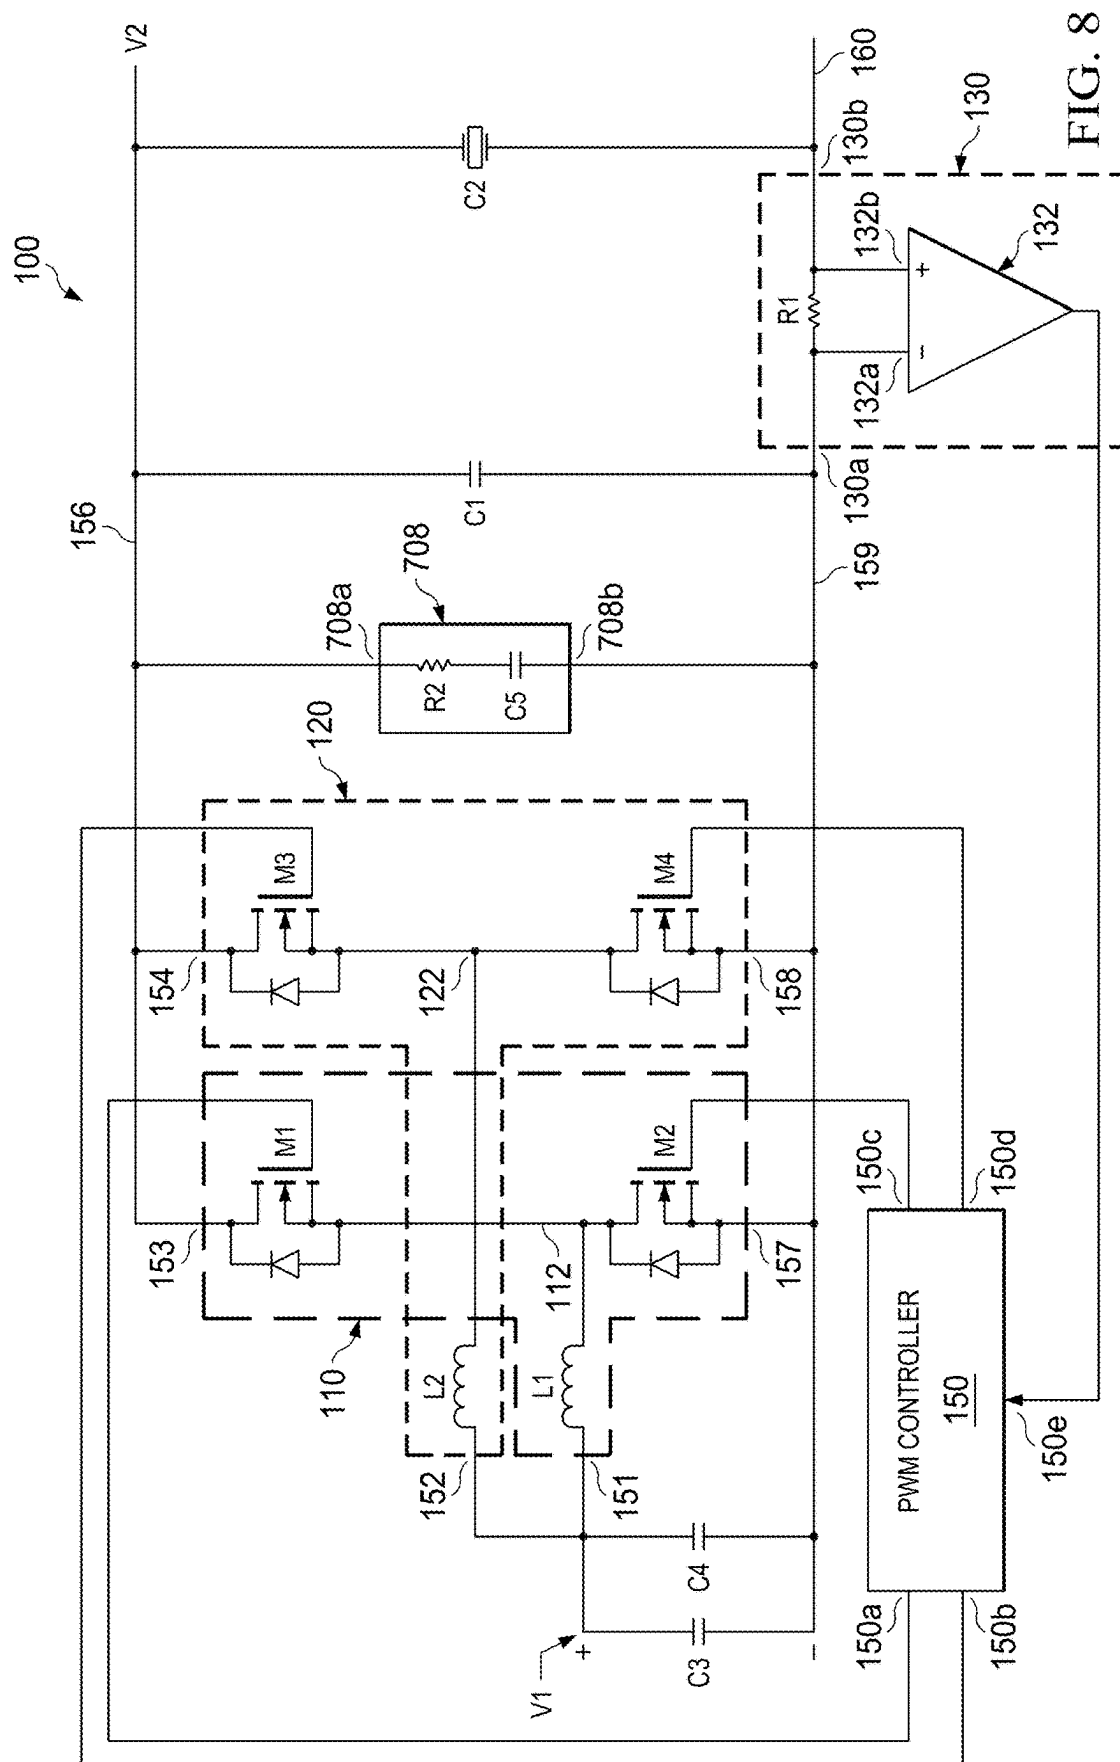 100
V2
156
154
153
M3
M1
120
708a
708
R2
C5
708b
C1
C2
110
L2
L1
152
151
122
112
M4
M2
158
157
V1
+
−
C3
C4
159
130a
130b
160
R1
132a
132b
−
+
132
130
150c
150d
PWM CONTROLLER
150
150a
150b
150e
FIG. 8